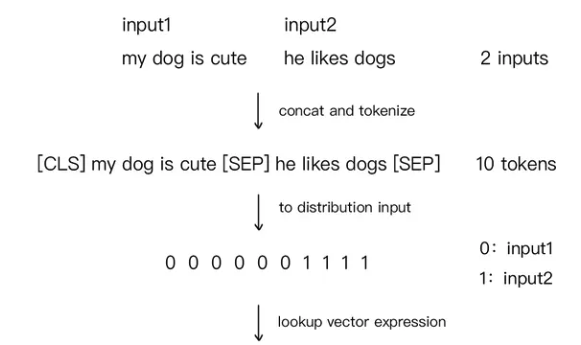 input1 input2
my dog is cute he likes dogs 2 inputs
concat and tokenize
[CLS] my dog is cute [SEP] he likes dogs [SEP] 10 tokens
to distribution input
0 0 0 0 0 0 1 1 1 1
0: input1
1: input2
lookup vector expression